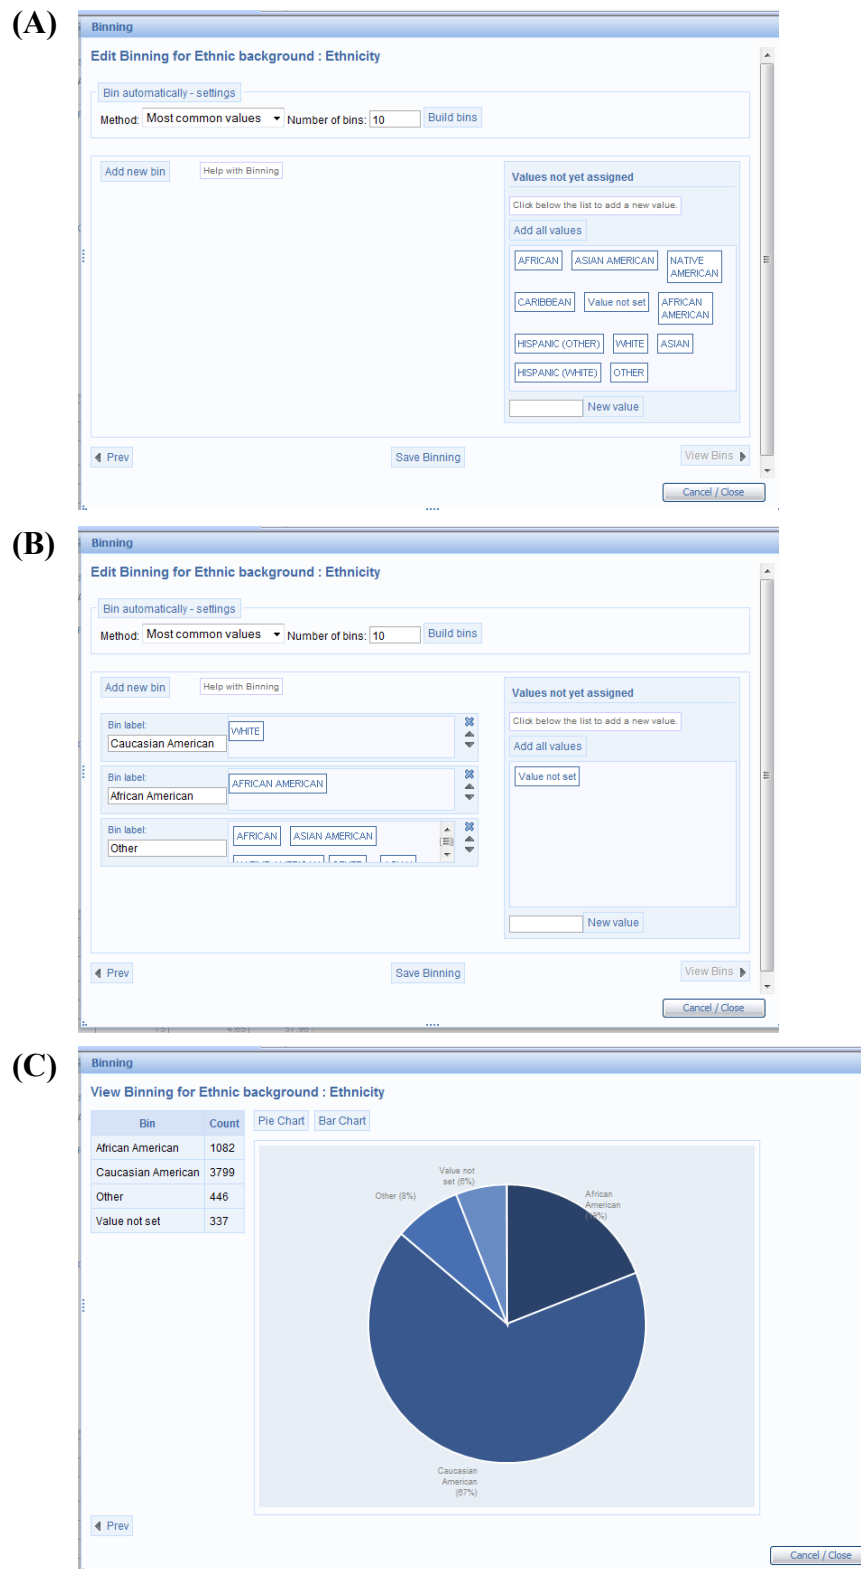 (A)
Binning
Edit Binning for Ethnic background : Ethnicity
Bin automatically - settings
Method: Most common values Number of bins: 10 Build bins
Add new bin Help with Binning
Values not yet assigned
Click below the list to add a new value.
Add all values
AFRICAN ASIAN AMERICAN NATIVE
AMERICAN
CARIBBEAN Value not set AFRICAN
AMERICAN
HISPANIC (OTHER) WHITE ASIAN
HISPANIC (WHITE) OTHER
New value
Prev Save Binning View Bins
Cancel / Close
(B)
Binning
Edit Binning for Ethnic background : Ethnicity
Bin automatically - settings
Method: Most common values Number of bins: 10 Build bins
Add new bin Help with Binning
Values not yet assigned
Click below the list to add a new value.
Add all values
Value not set
Bin label:
Caucasian American
WHITE
Bin label:
African American
AFRICAN AMERICAN
Bin label:
Other
AFRICAN ASIAN AMERICAN
New value
Prev Save Binning View Bins
Cancel / Close
(C)
Binning
View Binning for Ethnic background : Ethnicity
Bin Count
African American 1082
Caucasian American 3799
Other 446
Value not set 337
Pie Chart Bar Chart
Value not
set (6%)
Other (8%)
African
American
(19%)
Caucasian
American
(67%)
Prev
Cancel / Close